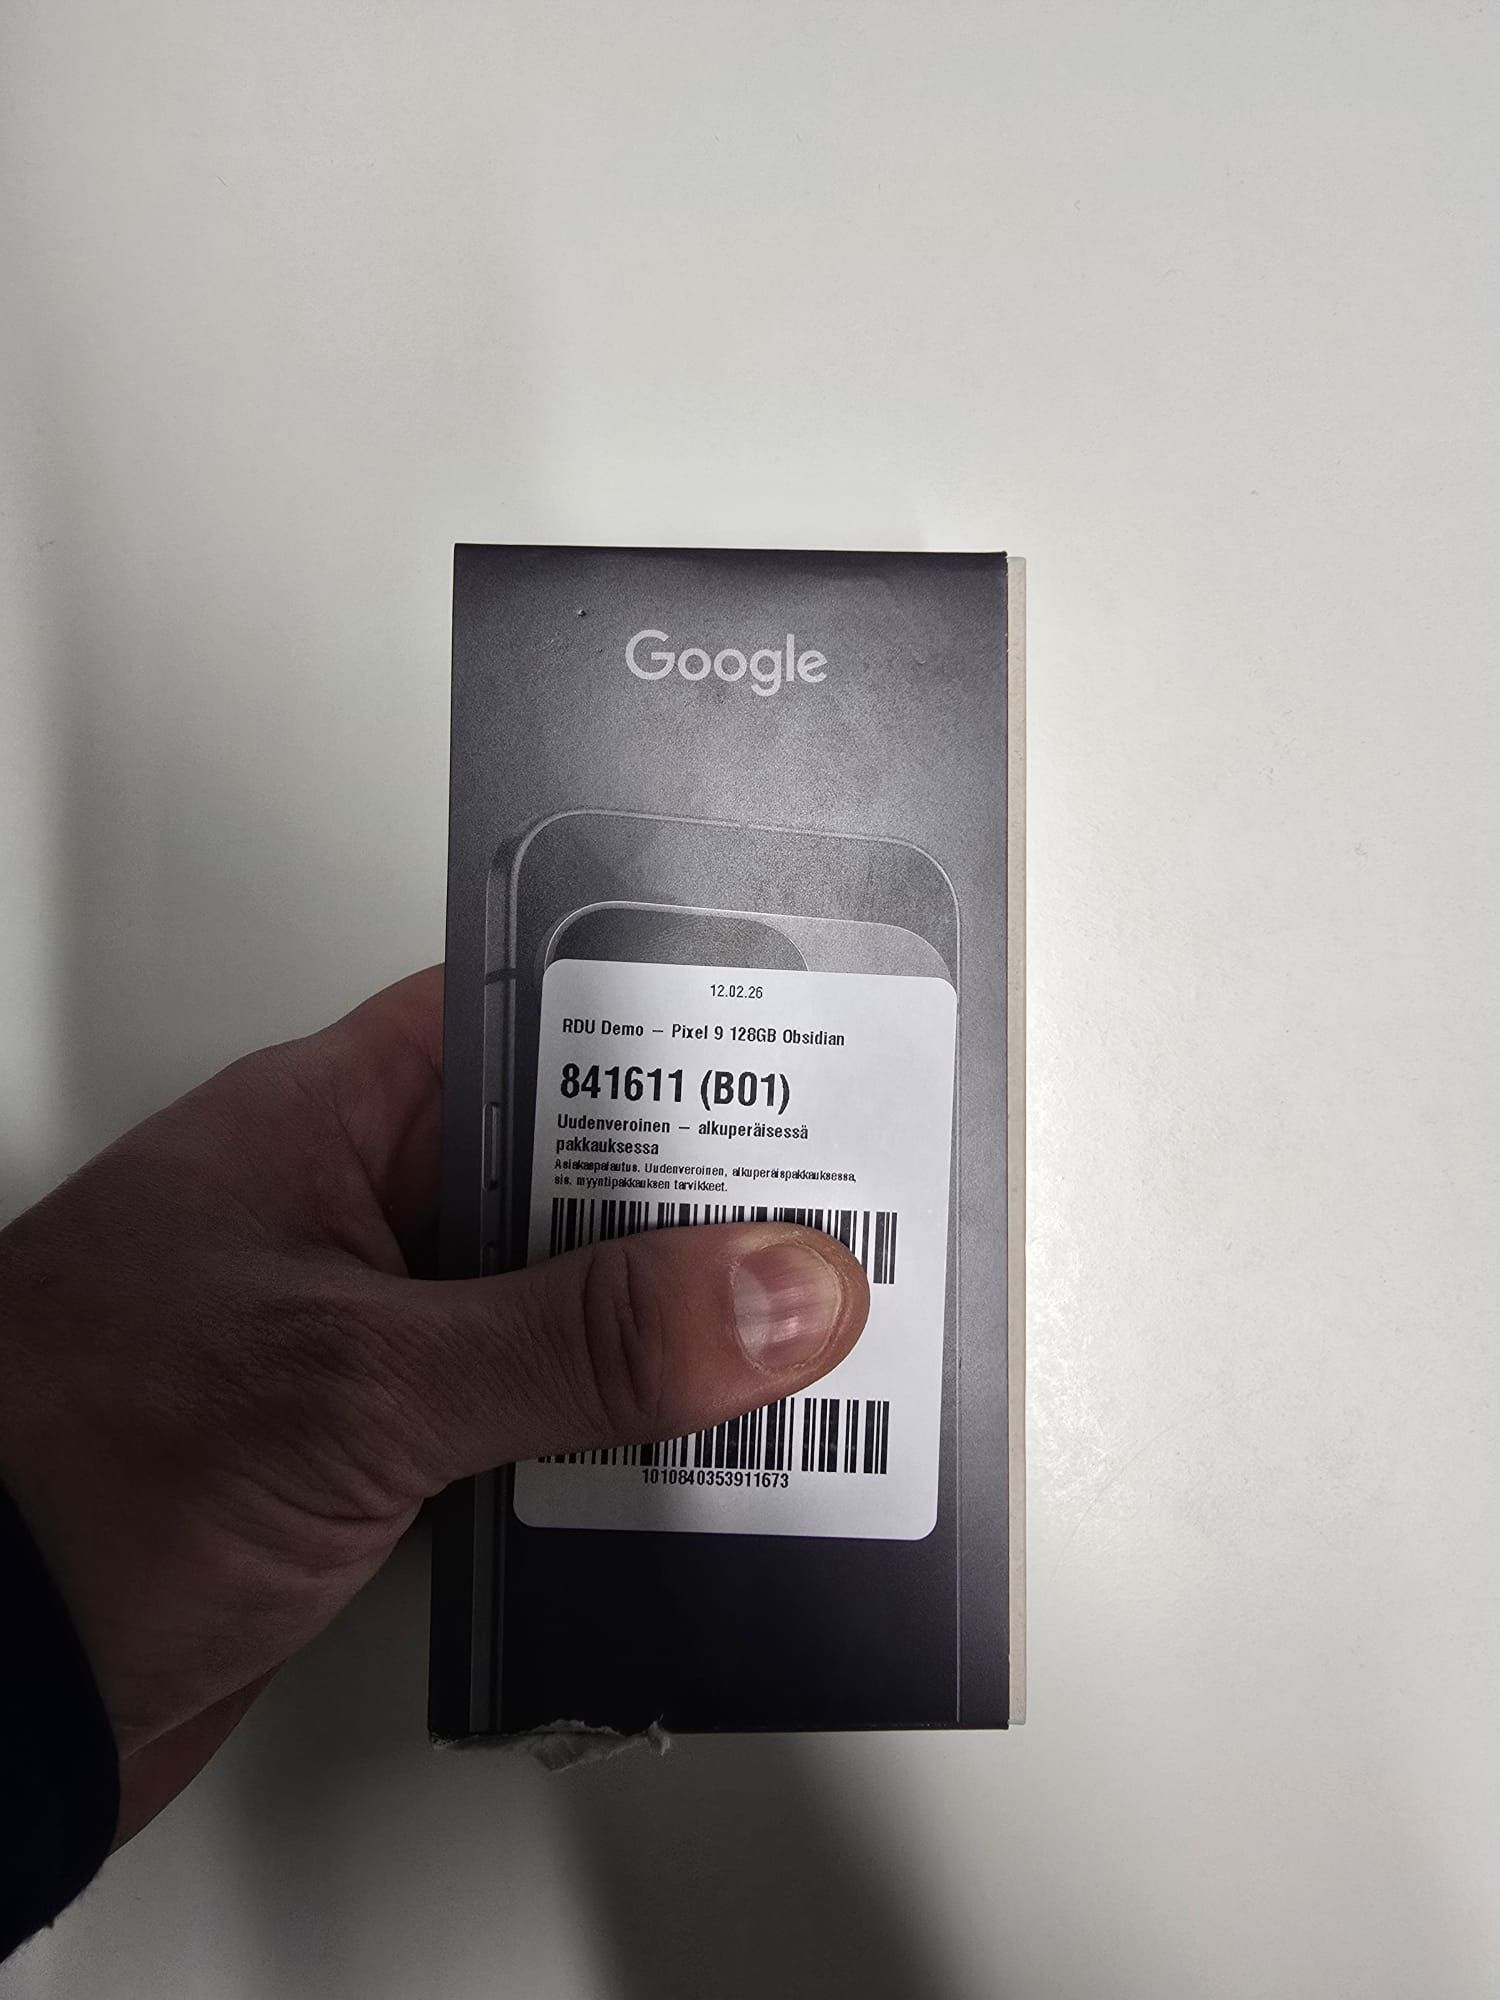 Google
12.02.26
RDU Demo – Pixel 9 128GB Obsidian
841611 (B01)
Uudenveroinen – alkuperäisessä
pakkauksessa
Asiakaspalautus. Uudenveroinen, alkuperäispakkauksessa,
sis. myyntipakkauksen tarvikkeet.
1010840353911673